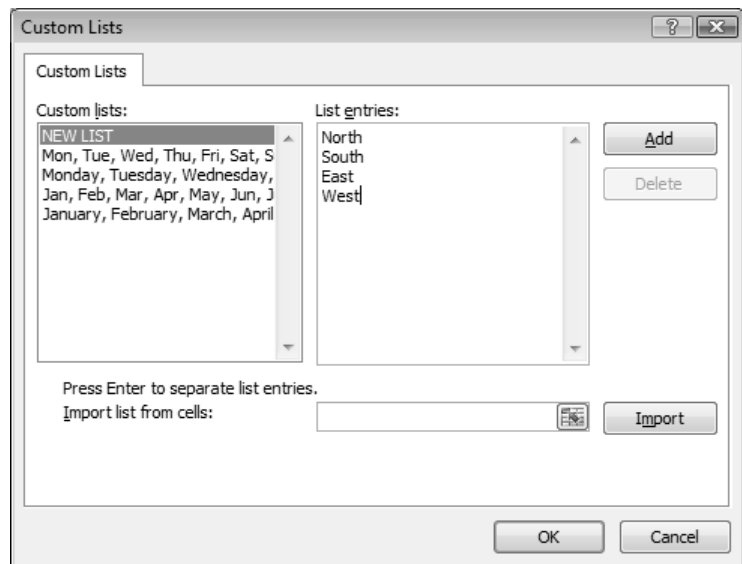 Custom Lists
Custom Lists
Custom lists:
NEW LIST
Mon, Tue, Wed, Thu, Fri, Sat, S
Monday, Tuesday, Wednesday,
Jan, Feb, Mar, Apr, May, Jun, J
January, February, March, April
List entries:
North
South
East
West
Add
Delete
Press Enter to separate list entries.
Import list from cells:
Import
OK
Cancel